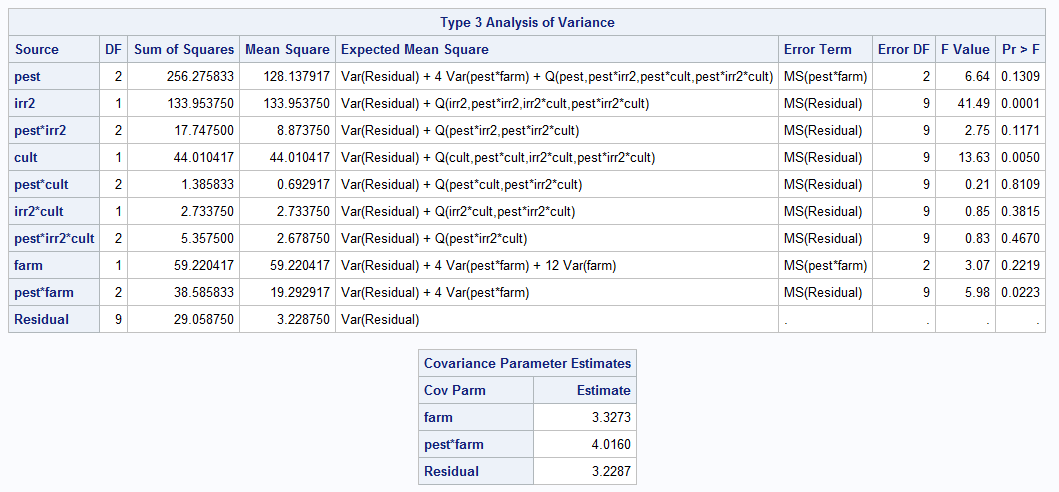 Type 3 Analysis of Variance
Source DF Sum of Squares Mean Square Expected Mean Square Error Term Error DF F Value Pr > F
pest 2 256.275833 128.137917 Var(Residual) + 4 Var(pest*farm) + Q(pest,pest*irr2,pest*cult,pest*irr2*cult) MS(pest*farm) 2 6.64 0.1309
irr2 1 133.953750 133.953750 Var(Residual) + Q(irr2,pest*irr2,irr2*cult,pest*irr2*cult) MS(Residual) 9 41.49 0.0001
pest*irr2 2 17.747500 8.873750 Var(Residual) + Q(pest*irr2,pest*irr2*cult) MS(Residual) 9 2.75 0.1171
cult 1 44.010417 44.010417 Var(Residual) + Q(cult,pest*cult,irr2*cult,pest*irr2*cult) MS(Residual) 9 13.63 0.0050
pest*cult 2 1.385833 0.692917 Var(Residual) + Q(pest*cult,pest*irr2*cult) MS(Residual) 9 0.21 0.8109
irr2*cult 1 2.733750 2.733750 Var(Residual) + Q(irr2*cult,pest*irr2*cult) MS(Residual) 9 0.85 0.3815
pest*irr2*cult 2 5.357500 2.678750 Var(Residual) + Q(pest*irr2*cult) MS(Residual) 9 0.83 0.4670
farm 1 59.220417 59.220417 Var(Residual) + 4 Var(pest*farm) + 12 Var(farm) MS(pest*farm) 2 3.07 0.2219
pest*farm 2 38.585833 19.292917 Var(Residual) + 4 Var(pest*farm) MS(Residual) 9 5.98 0.0223
Residual 9 29.058750 3.228750 Var(Residual) . . . .
Covariance Parameter Estimates
Cov Parm Estimate
farm 3.3273
pest*farm 4.0160
Residual 3.2287